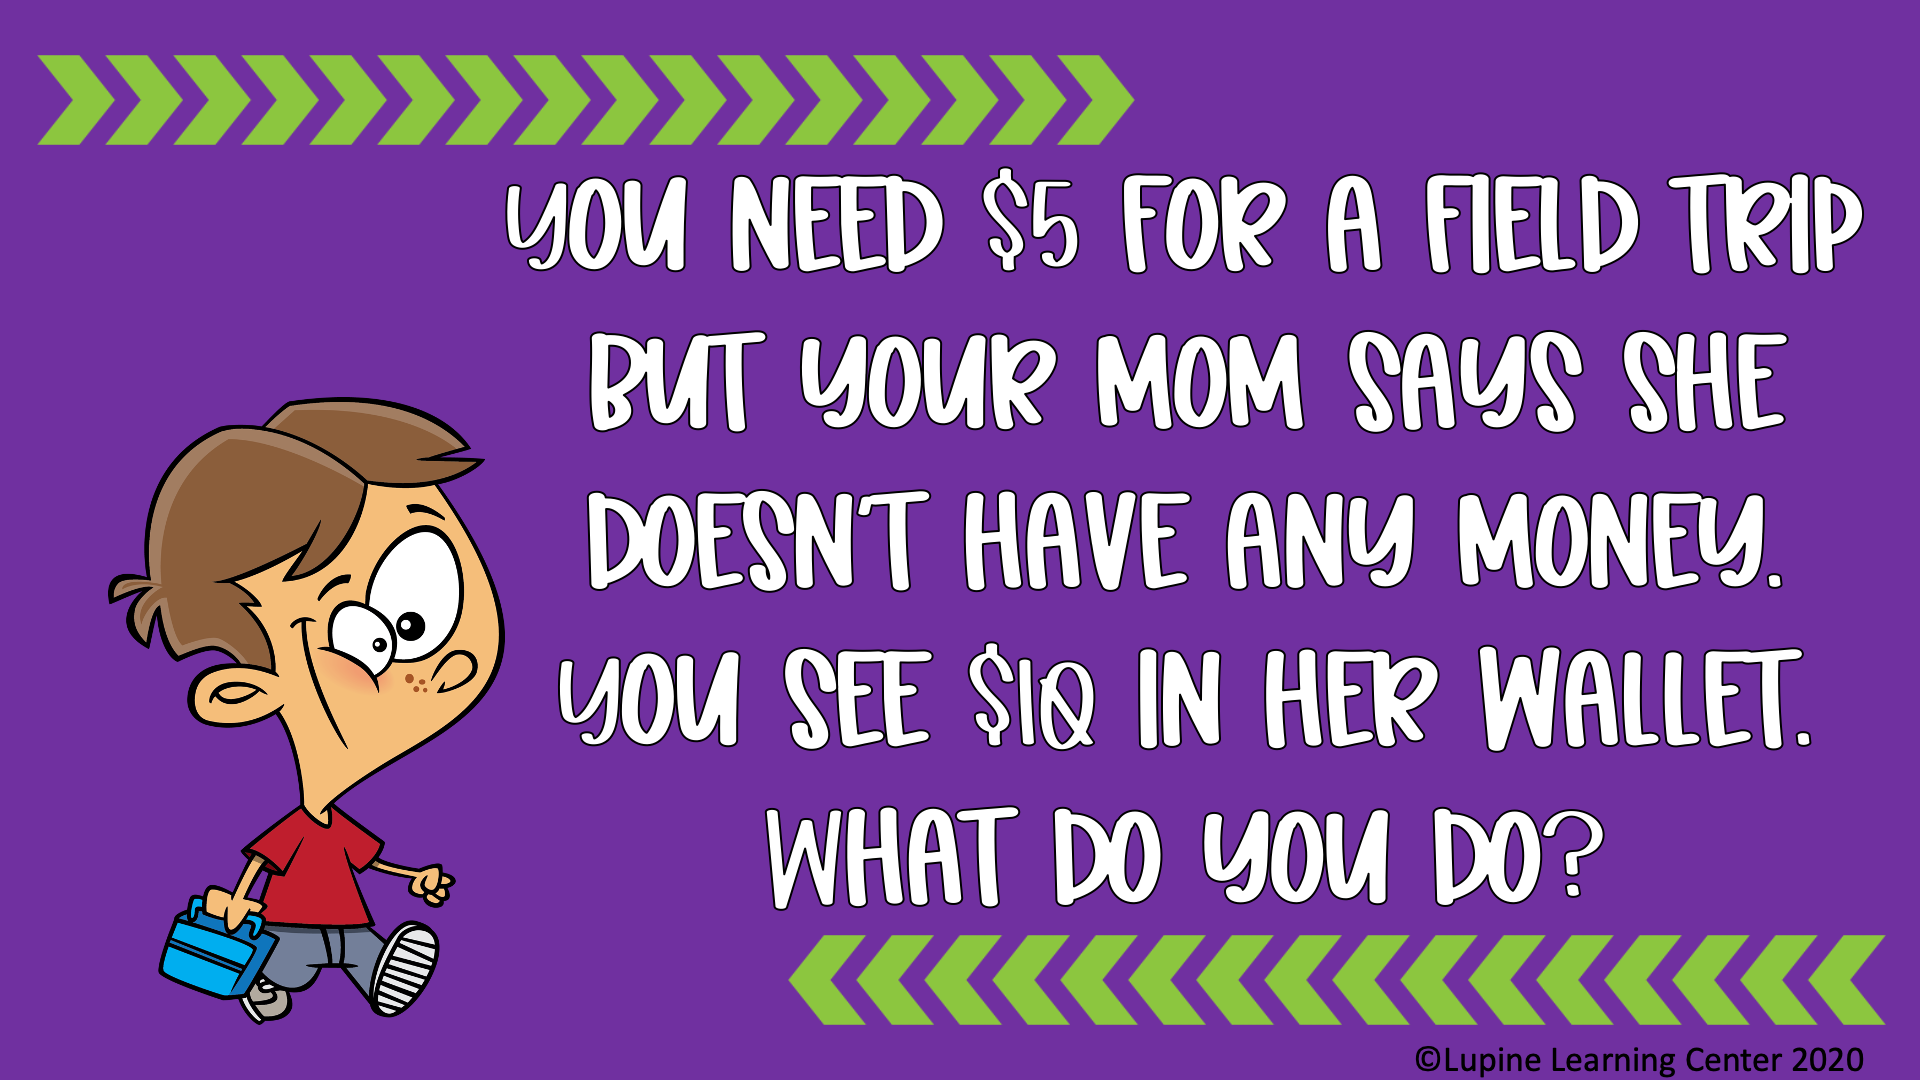 YOU NEED $5 FOR A FIELD TRIP
BUT YOUR MOM SAYS SHE
DOESN'T HAVE ANY MONEY.
YOU SEE $10 IN HER WALLET.
WHAT DO YOU DO?
©Lupine Learning Center 2020